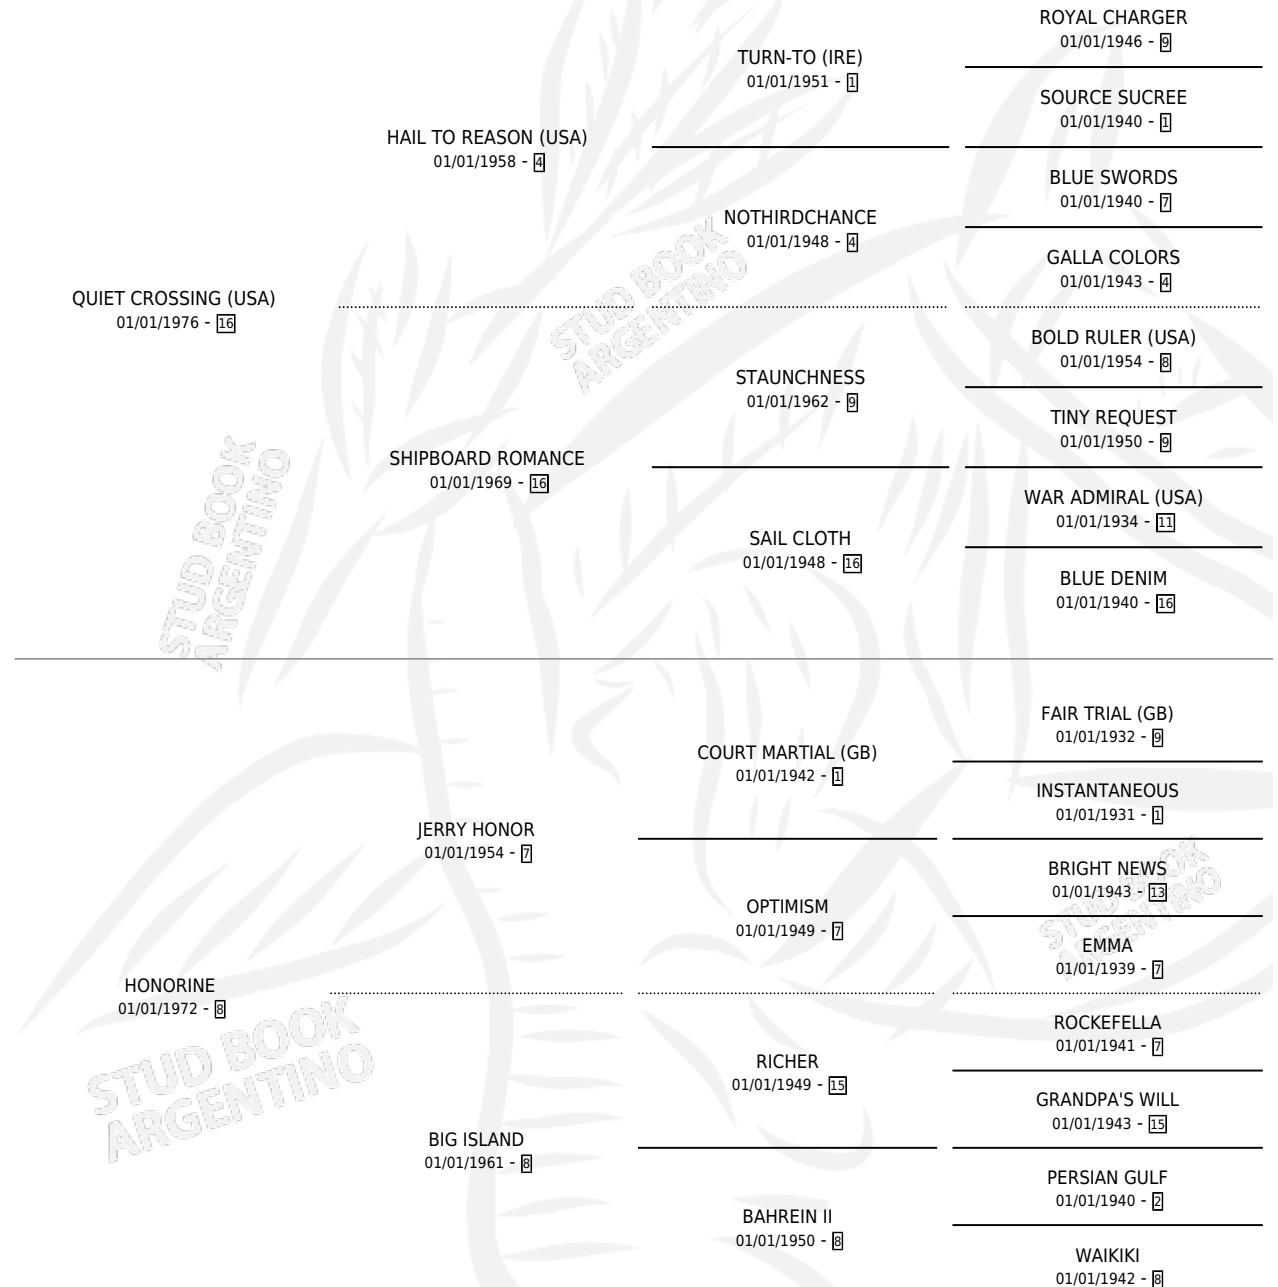 ROYAL CHARGER
01/01/1946 - 9
TURN-TO (IRE)
01/01/1951 - 1
SOURCE SUCREE
01/01/1940 - 1
HAIL TO REASON (USA)
01/01/1958 - 4
BLUE SWORDS
01/01/1940 - 7
NOTHIRDCHANCE
01/01/1948 - 4
GALLA COLORS
01/01/1943 - 4
QUIET CROSSING (USA)
01/01/1976 - 16
BOLD RULER (USA)
01/01/1954 - 8
STAUNCHNESS
01/01/1962 - 9
TINY REQUEST
01/01/1950 - 9
SHIPBOARD ROMANCE
01/01/1969 - 16
WAR ADMIRAL (USA)
01/01/1934 - 11
SAIL CLOTH
01/01/1948 - 16
BLUE DENIM
01/01/1940 - 16
FAIR TRIAL (GB)
01/01/1932 - 9
COURT MARTIAL (GB)
01/01/1942 - 1
INSTANTANEOUS
01/01/1931 - 1
JERRY HONOR
01/01/1954 - 7
BRIGHT NEWS
01/01/1943 - 13
OPTIMISM
01/01/1949 - 7
EMMA
01/01/1939 - 7
HONORINE
01/01/1972 - 8
ROCKEFELLA
01/01/1941 - 7
RICHER
01/01/1949 - 15
GRANDPA'S WILL
01/01/1943 - 15
BIG ISLAND
01/01/1961 - 8
PERSIAN GULF
01/01/1940 - 2
BAHREIN II
01/01/1950 - 8
WAIKIKI
01/01/1942 - 8
STUD BOOK
ARGENTINO
STUD BOOK
ARGENTINO
STUD BOOK
ARGENTINO
STUD BOOK
ARGENTINO